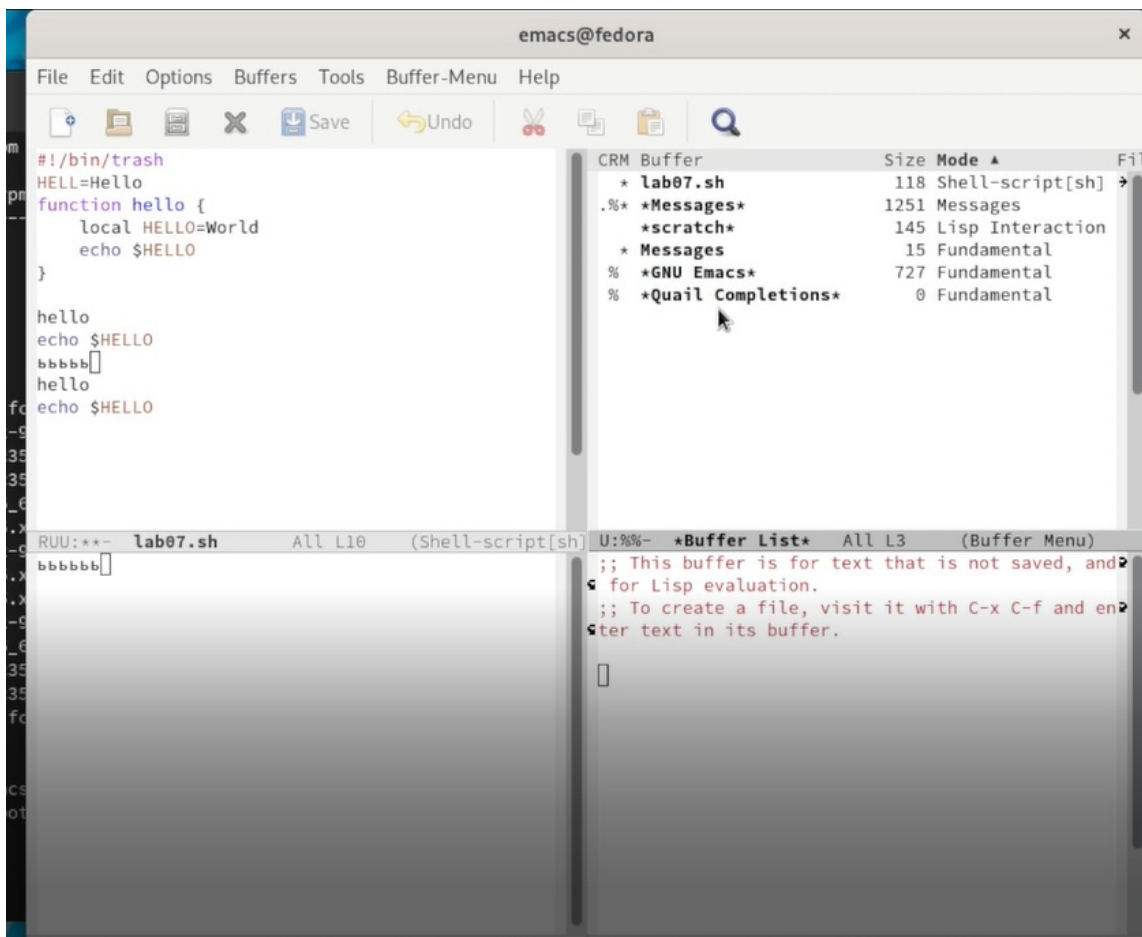 emacs@fedora
File Edit Options Buffers Tools Buffer-Menu Help
Save Undo
#!/bin/trash
HELL=Hello
function hello {
    local HELLO=World
    echo $HELLO
}
hello
echo $HELLO
ььььь
hello
echo $HELLO
RUU:**- lab07.sh All L10 (Shell-script[sh]
CRM Buffer Size Mode ▲ Fil
* lab07.sh 118 Shell-script[sh]
.%* *Messages* 1251 Messages
*scratch* 145 Lisp Interaction
* Messages 15 Fundamental
% *GNU Emacs* 727 Fundamental
% *Quail Completions* 0 Fundamental
U:%%- *Buffer List* All L3 (Buffer Menu)
ьььььь
;; This buffer is for text that is not saved, and
for Lisp evaluation.
;; To create a file, visit it with C-x C-f and en
ter text in its buffer.